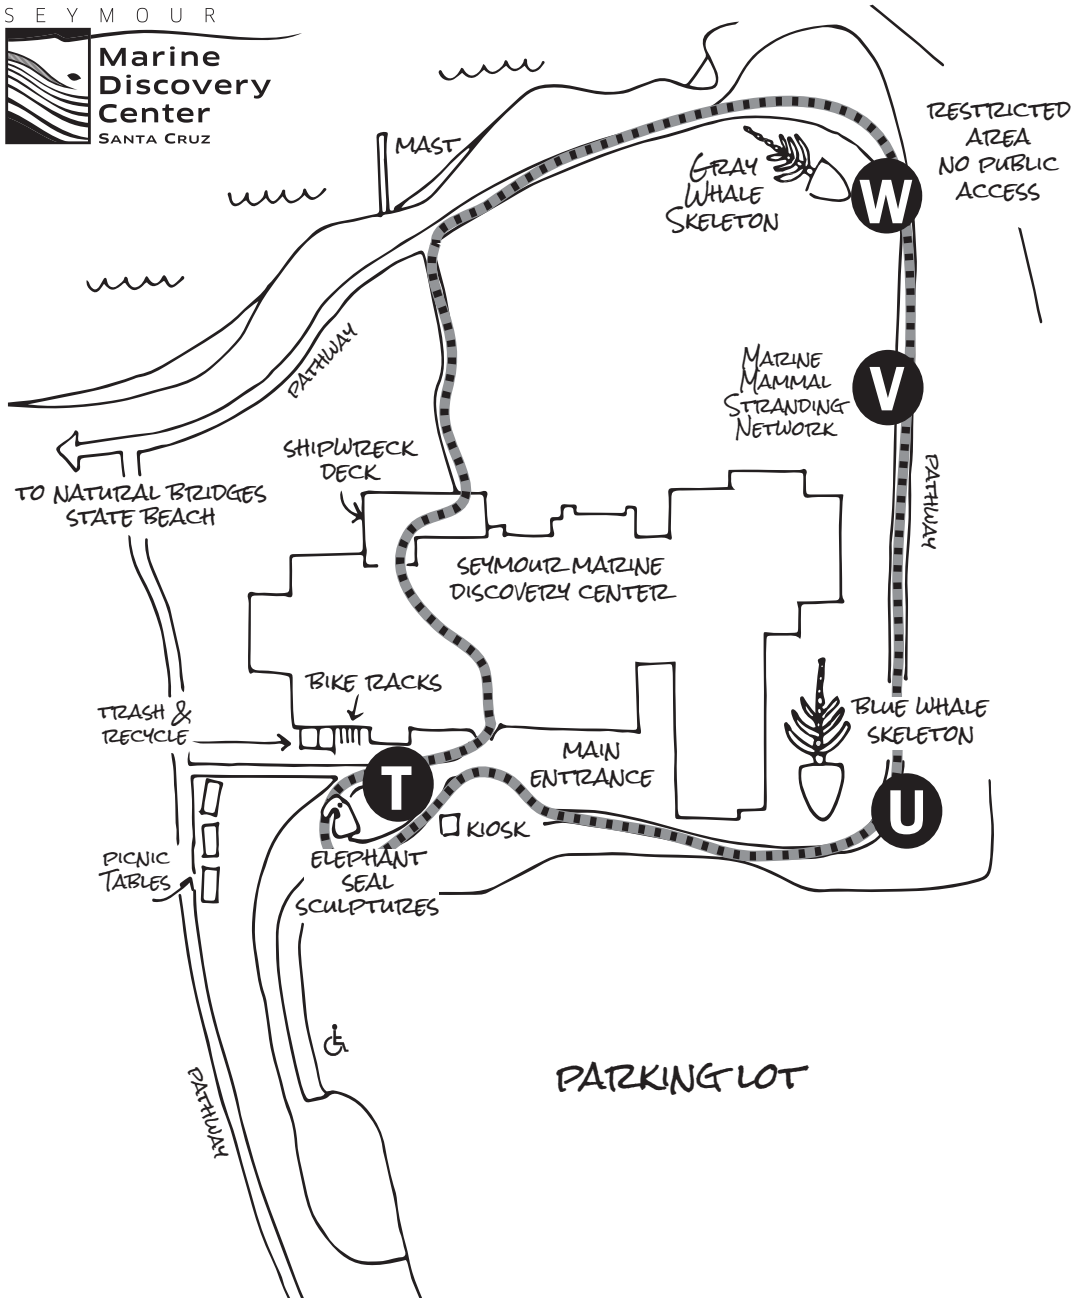 SEYMOUR
Marine
Discovery
Center
SANTA CRUZ
MAST
GRAY
WHALE
SKELETON
W
RESTRICTED
AREA
NO PUBLIC
ACCESS
PATHWAY
MARINE
MAMMAL
STRANDING
NETWORK
V
PATHWAY
SHIPWRECK
DECK
TO NATURAL BRIDGES
STATE BEACH
SEYMOUR MARINE
DISCOVERY CENTER
BIKE RACKS
TRASH &
RECYCLE
BLUE WHALE
SKELETON
MAIN
ENTRANCE
T
U
KIOSK
PICNIC
TABLES
ELEPHANT
SEAL
SCULPTURES
PARKING LOT
PATHWAY